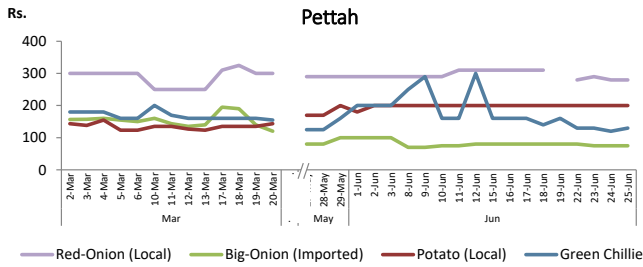 Rs.
Pettah
400
300
200
100
0
2-Mar
3-Mar
4-Mar
5-Mar
6-Mar
10-Mar
11-Mar
12-Mar
13-Mar
16-Mar
17-Mar
18-Mar
19-Mar
20-Mar
28-May
29-May
1-Jun
2-Jun
3-Jun
8-Jun
9-Jun
10-Jun
11-Jun
12-Jun
15-Jun
16-Jun
17-Jun
18-Jun
19-Jun
22-Jun
23-Jun
24-Jun
25-Jun
Mar
May
Jun
Red-Onion (Local)
Big-Onion (Imported)
Potato (Local)
Green Chillie